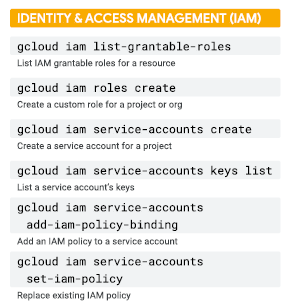 IDENTITY & ACCESS MANAGEMENT (IAM)
gcloud iam list-grantable-roles
List IAM grantable roles for a resource
gcloud iam roles create
Create a custom role for a project or org
gcloud iam service-accounts create
Create a service account for a project
gcloud iam service-accounts keys list
List a service account's keys
gcloud iam service-accounts
add-iam-policy-binding
Add an IAM policy to a service account
gcloud iam service-accounts
set-iam-policy
Replace existing IAM policy